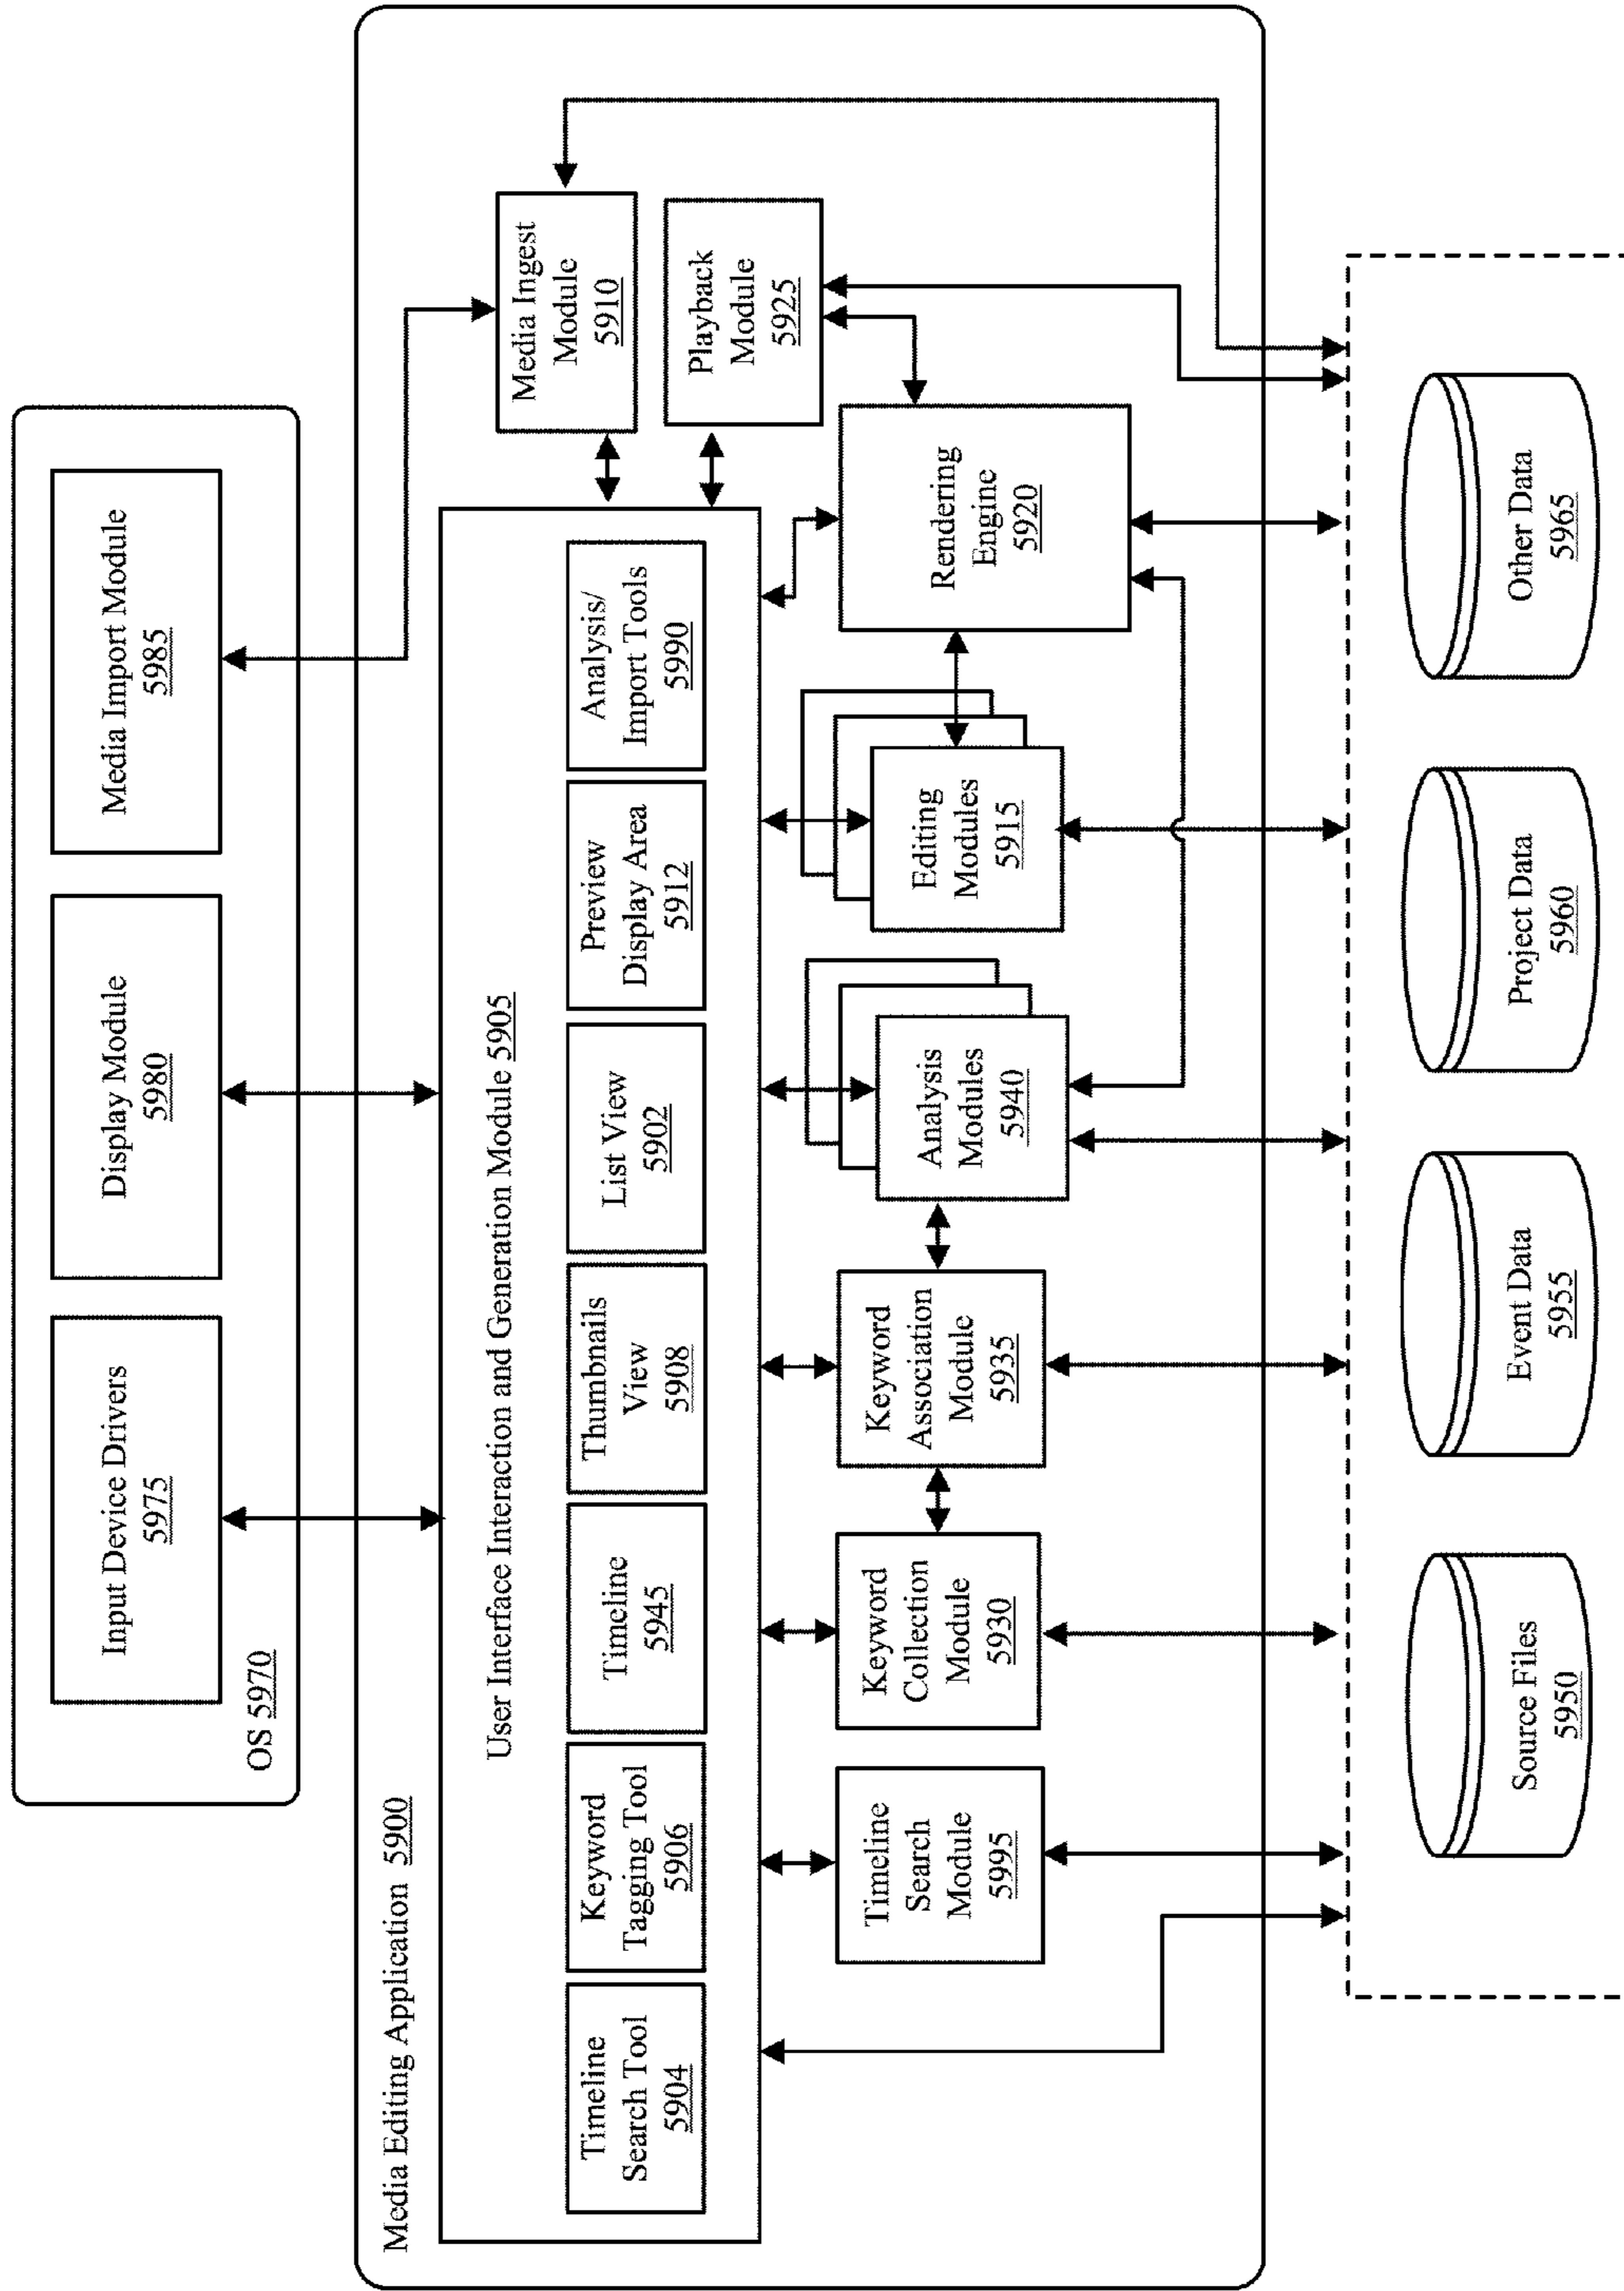 Input Device Drivers
5975
Display Module
5980
Media Import Module
5985
OS 5970
Media Editing Application 5900
User Interface Interaction and Generation Module 5905
Timeline
Search Tool
5904
Keyword
Tagging Tool
5906
Timeline
5945
Thumbnails
View
5908
List View
5902
Preview
Display Area
5912
Analysis/
Import Tools
5990
Media Ingest
Module
5910
Playback
Module
5925
Timeline
Search
Module
5995
Keyword
Collection
Module
5930
Keyword
Association
Module
5935
Analysis
Modules
5940
Editing
Modules
5915
Rendering
Engine
5920
Source Files
5950
Event Data
5955
Project Data
5960
Other Data
5965